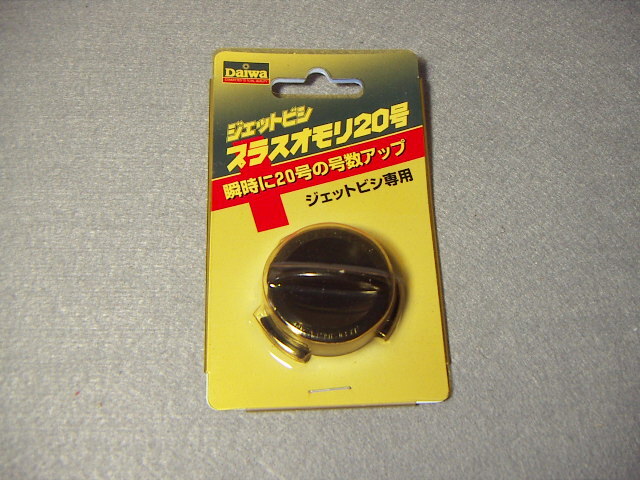 Daiwa
ジェットビシ
プラスオモリ20号
瞬時に20号の号数アップ
ジェットビシ専用